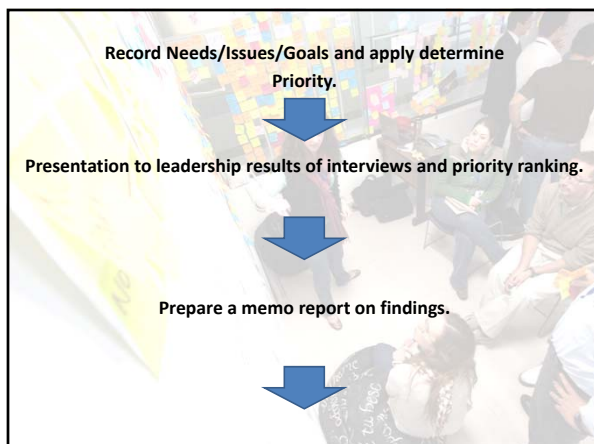 Record Needs/Issues/Goals and apply determine
Priority.
Presentation to leadership results of interviews and priority ranking.
Prepare a memo report on findings.
NO